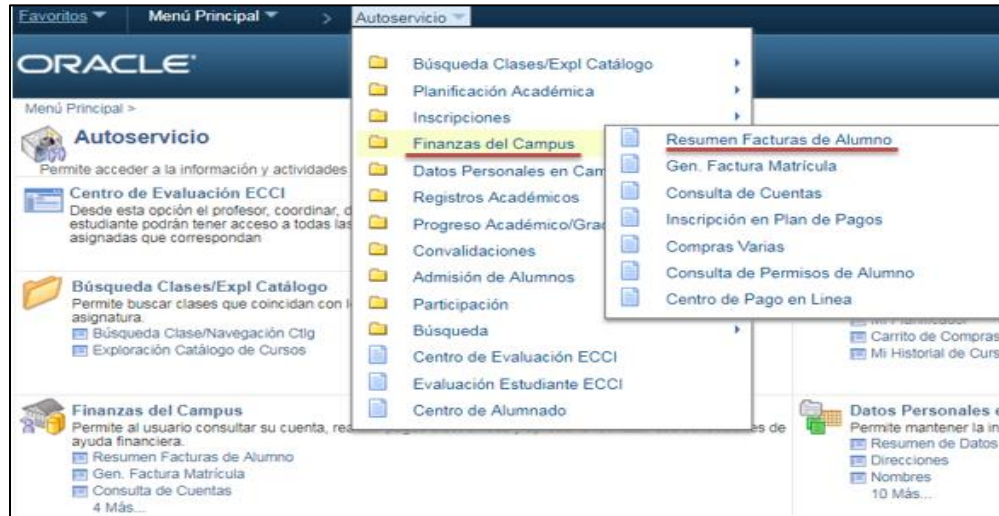 Favoritos Menú Principal > Autoservicio
ORACLE
Menú Principal >
Autoservicio
Permite acceder a la información y actividades
Centro de Evaluación ECCI
Desde esta opción el profesor, coordinar,
estudiante podrán tener acceso a todas las
asignadas que correspondan
Búsqueda Clases/Expl Catálogo
Permite buscar clases que coincidan con
asignatura.
Búsqueda Clase/Navegación Ctlg
Exploración Catálogo de Cursos
Finanzas del Campus
Permite al usuario consultar su cuenta,
ayuda financiera.
Resumen Facturas de Alumno
Gen. Factura Matrícula
Consulta de Cuentas
4 Más...
Búsqueda Clases/Expl Catálogo
Planificación Académica
Inscripciones
Finanzas del Campus
Datos Personales en Cam
Registros Académicos
Progreso Académico/Grad
Convalidaciones
Admisión de Alumnos
Participación
Búsqueda
Centro de Evaluación ECCI
Evaluación Estudiante ECCI
Centro de Alumnado
Resumen Facturas de Alumno
Gen. Factura Matrícula
Consulta de Cuentas
Inscripción en Plan de Pagos
Compras Varias
Consulta de Permisos de Alumno
Centro de Pago en Linea
Carrito de Compras
Mi Historial de Curs
es de
Datos Personales
Permite mantener la in
Resumen de Datos
Direcciones
Nombres
10 Más...